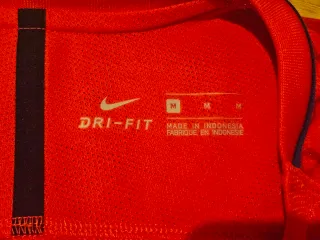 DRI-FIT
M M M
MADE IN INDONESIA
FABRIQUÉ EN INDONÉSIE